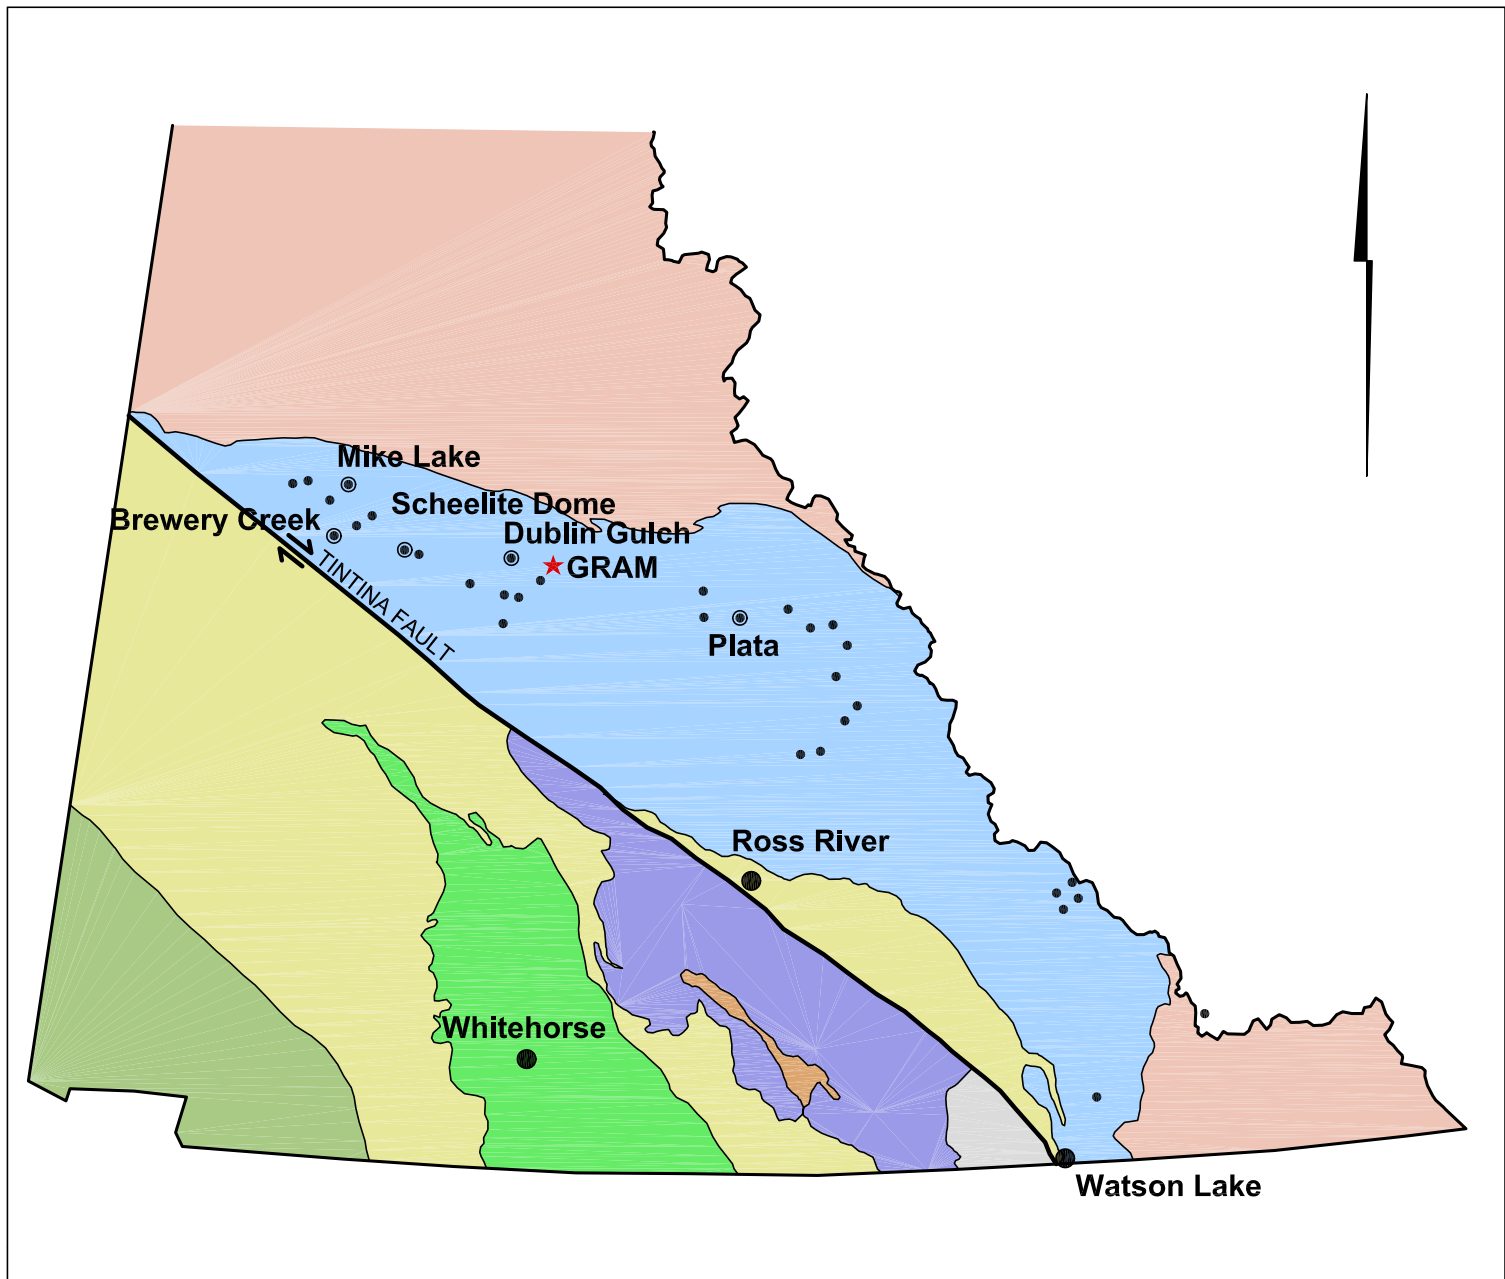 Mike Lake
Scheelite Dome
Brewery Creek
Dublin Gulch
GRAM
TINTINA FAULT
Plata
Ross River
Whitehorse
Watson Lake